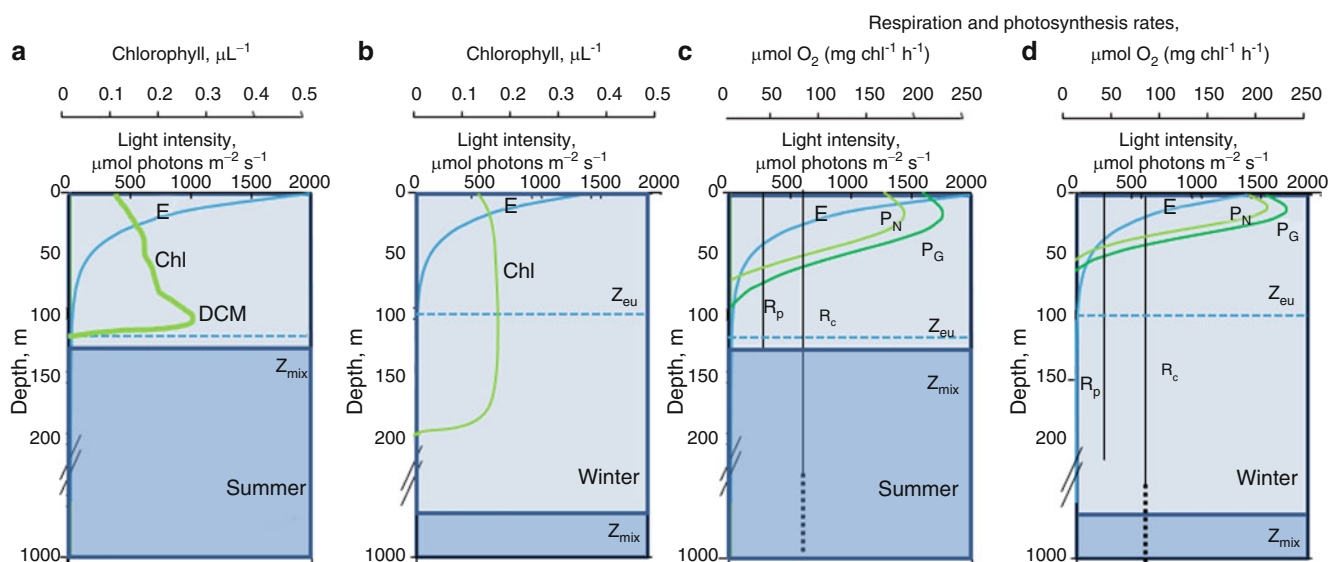 Respiration and photosynthesis rates,
a Chlorophyll, μL⁻¹ b Chlorophyll, μL⁻¹ c μmol O₂ (mg chl⁻¹ h⁻¹) d μmol O₂ (mg chl⁻¹ h⁻¹)
0 0.1 0.2 0.3 0.4 0.5 0 0.1 0.2 0.3 0.4 0.5 0 50 100 150 200 250 0 50 100 150 200 250
Light intensity, Light intensity, Light intensity, Light intensity,
μmol photons m⁻² s⁻¹ μmol photons m⁻² s⁻¹ μmol photons m⁻² s⁻¹ μmol photons m⁻² s⁻¹
0 500 1000 1500 2000 0 500 1000 1500 2000 0 500 1000 1500 2000 0 500 1000 1500 2000
Depth, m
0
50
100
150
200
1000
E
Chl
DCM
Z_mix
Summer
Depth, m
0
50
100
150
200
1000
E
Chl
Z_eu
Winter
Z_mix
Depth, m
0
50
100
150
200
1000
E
P_N
P_G
R_p
R_c
Z_eu
Z_mix
Summer
Depth, m
0
50
100
150
200
1000
E
P_N
P_G
Z_eu
R_p
R_c
Winter
Z_mix